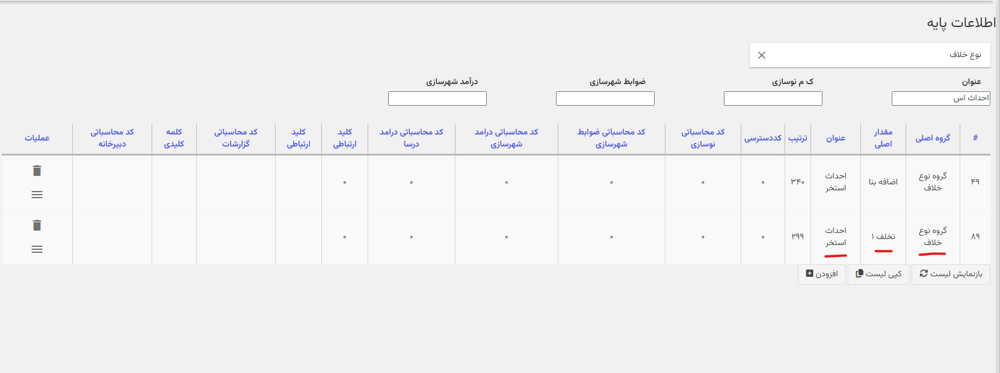 اطلاعات پایه
نوع خلاف
عنوان ک م نوسازی ضوابط شهرسازی درآمد شهرسازی
احداث اس
# گروه اصلی مقدار اصلی عنوان ترتیب کددسترسی کد محاسباتی نوسازی کد محاسباتی ضوابط شهرسازی کد محاسباتی درامد شهرسازی کد محاسباتی درامد درسا کلید ارتباطی کلید ارتباطی کد محاسباتی گزارشات کلمه کلیدی کد محاسباتی دبیرخانه عملیات
۴۹ گروه نوع خلاف اضافه بنا احداث استخر ۳۴۰ ۰ ۰ ۰ ۰ ۰ ۰
۸۹ گروه نوع خلاف تخلف ۱ احداث استخر ۲۹۹ ۰ ۰ ۰ ۰ ۰ ۰
بازنمایش لیست کپی لیست افزودن